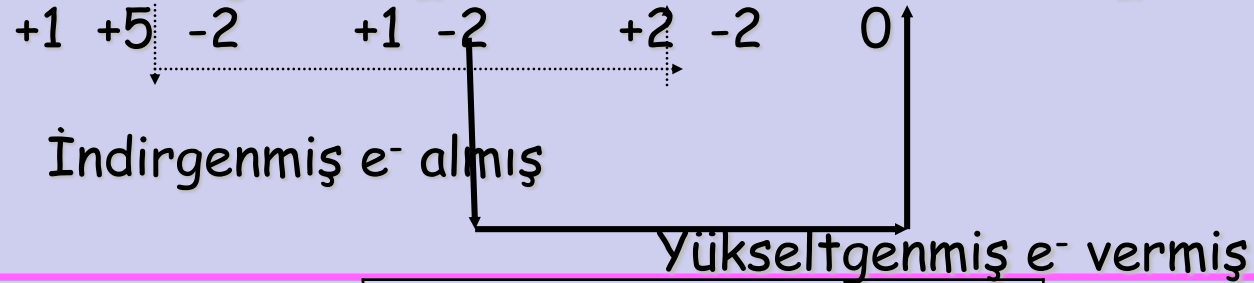 +1 +5 -2 +1 -2 +2 -2 0
İndirgenmiş e- almış
Yükseltgenmiş e- vermiş